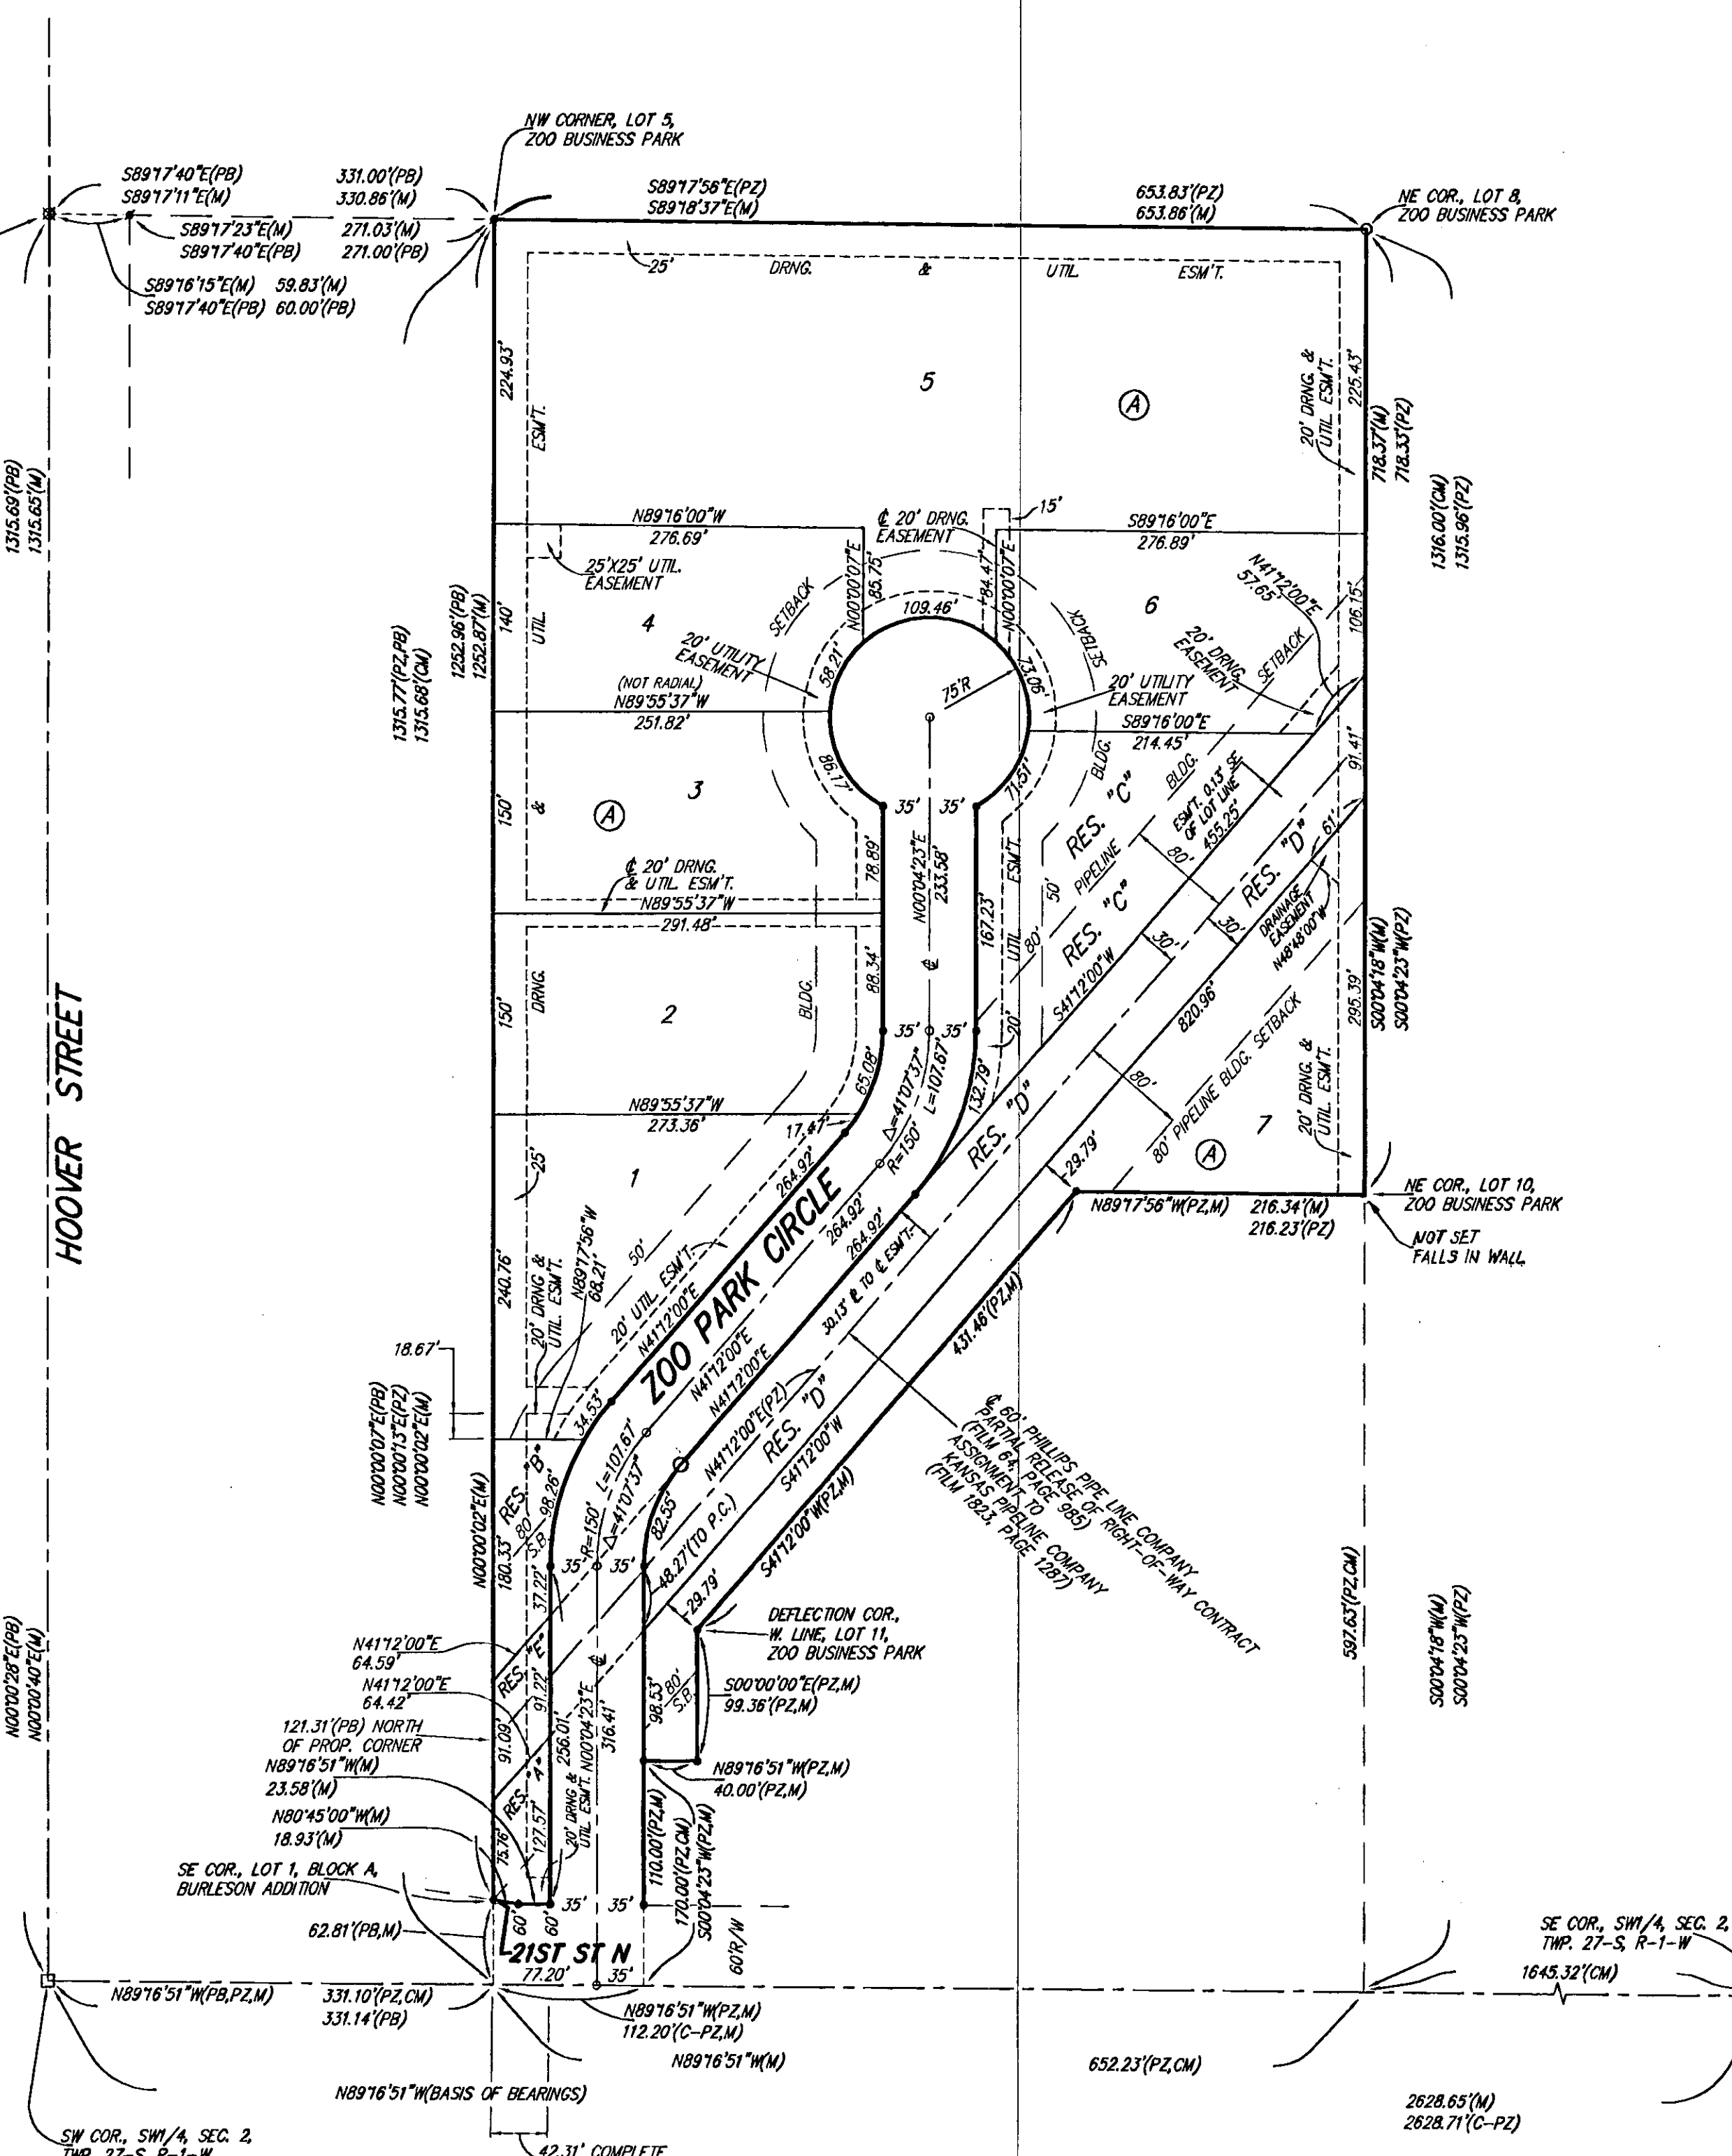 NW CORNER, LOT 5,
ZOO BUSINESS PARK
S89°17'40"E(PB) 331.00'(PB)
S89°17'11"E(M) 330.86'(M)
S89°17'23"E(M) 271.03'(M)
S89°17'40"E(PB) 271.00'(PB)
S89°16'15"E(M) 59.83'(M)
S89°17'40"E(PB) 60.00'(PB)
S89°17'56"E(PZ) 653.83'(PZ)
S89°18'37"E(M) 653.86'(M)
NE COR., LOT 8,
ZOO BUSINESS PARK
25' DRNG. & UTIL. ESM'T.
224.93'
ESM'T.
5
A
20' DRNG. &
UTIL. ESM'T.
225.43'
718.37'(M)
718.33'(PZ)
1315.69'(PB)
1315.65'(M)
1316.00'(CM)
1315.96'(PZ)
N89°16'00"W
276.69'
25'X25' UTIL.
EASEMENT
₵ 20' DRNG.
EASEMENT
15'
S89°16'00"E
276.89'
N00°00'07"E
85.75'
84.47'
N00°00'07"E
N41°12'00"E
57.65'
106.15'
140'
UTIL.
4
SETBACK
109.46'
SETBACK
6
20' DRNG.
EASEMENT
SETBACK
1252.96'(PB)
1252.87'(M)
1315.77'(PZ,PB)
1315.68'(CM)
20' UTILITY
EASEMENT
58.21'
73.06'
75'R
20' UTILITY
EASEMENT
(NOT RADIAL)
N89°55'37"W
251.82'
S89°16'00"E
214.45'
BLDG.
BLDG.
91.41'
86.17'
71.51'
3
A
150'
&
35' 35'
RES. "C"
ESM'T. 0.13' SE
OF LOT LINE
455.25'
80'
RES. "D"
61'
PIPELINE
50'
78.89'
N00°04'23"E
233.58'
ESM'T.
₵ 20' DRNG.
& UTIL. ESM'T.
N89°55'37"W
291.48'
RES. "C"
DRAINAGE
EASEMENT
N48°48'00"W
30'
30'
167.23'
UTIL
80'
₵
88.34'
S41°12'00"W
S00°04'18"W(M)
S00°04'23"W(PZ)
295.39'
HOOVER STREET
150'
DRNG.
2
BLDG.
35' 35'
20'
820.96'
80' PIPELINE BLDG. SETBACK
80'
65.08'
Δ=41°07'37"
L=107.67'
R=150'
132.79'
RES. "D"
20' DRNG. &
UTIL. ESM'T.
7
A
N89°55'37"W
273.36'
17.47'
29.79'
25'
1
264.92'
NE COR., LOT 10,
ZOO BUSINESS PARK
N89°17'56"W(PZ,M) 216.34'(M)
216.23'(PZ)
NOT SET
FALLS IN WALL
264.92'
264.92'
240.76'
20' DRNG &
UTIL ESM'T.
N89°17'56"W
68.21'
50'
20' UTIL. ESM'T.
N41°12'00"E
ZOO PARK CIRCLE
30.13' ₵ TO ₵ ESM'T.
431.46'(PZ,M)
N41°12'00"E
N41°12'00"E
18.67'
N00°00'07"E(PB)
N00°00'13"E(PZ)
N00°00'02"E(M)
34.53'
N41°12'00"E(PZ)
RES. "D"
S41°12'00"W
₵ 60' PHILLIPS PIPE LINE COMPANY
PARTIAL RELEASE OF RIGHT-OF-WAY CONTRACT
(FILM 64, PAGE 985)
ASSIGNMENT TO
KANSAS PIPELINE COMPANY
(FILM 1823, PAGE 1287)
RES. "B"
98.26'
L=107.67'
Δ=41°07'37"
R=150'
N00°00'02"E(M)
180.33'
80'
S.B.
82.55'
48.27'(TO P.C.)
S41°12'00"W(PZ,M)
35' 35'
37.22'
29.79'
DEFLECTION COR.,
W. LINE, LOT 11,
ZOO BUSINESS PARK
597.63'(PZ,CM)
S00°04'18"W(M)
S00°04'23"W(PZ)
N00°00'28"E(PB)
N00°00'40"E(M)
N41°12'00"E
64.59'
RES. "E"
91.22'
N41°12'00"E
64.42'
₵
98.53'
80'
S.B.
S00°00'00"E(PZ,M)
99.36'(PZ,M)
121.31'(PB) NORTH
OF PROP. CORNER
91.09'
256.01'
N00°04'23"E
316.41'
N89°16'51"W(M)
23.58'(M)
RES. "A"
N89°16'51"W(PZ,M)
40.00'(PZ,M)
N80°45'00"W(M)
18.93'(M)
75.76'
127.57'
20' DRNG &
UTIL ESM'T.
110.00'(PZ,M)
170.00'(PZ,CM)
S00°04'23"W(PZ,M)
SE COR., LOT 1, BLOCK A,
BURLESON ADDITION
60' 60' 35' 35'
62.81'(PB,M)
60'R/W
21ST ST N
77.20' 35'
SE COR., SW1/4, SEC. 2,
TWP. 27-S, R-1-W
1645.32'(CM)
N89°16'51"W(PB,PZ,M) 331.10'(PZ,CM)
331.14'(PB)
N89°16'51"W(PZ,M)
112.20'(C-PZ,M)
N89°16'51"W(M)
652.23'(PZ,CM)
N89°16'51"W(BASIS OF BEARINGS)
2628.65'(M)
2628.71'(C-PZ)
SW COR., SW1/4, SEC. 2,
TWP. 27-S, R-1-W
42.31' COMPLETE